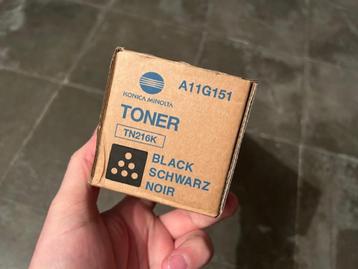 A11G151
KONICA MINOLTA
TONER
TN216K
BLACK
SCHWARZ
NOIR